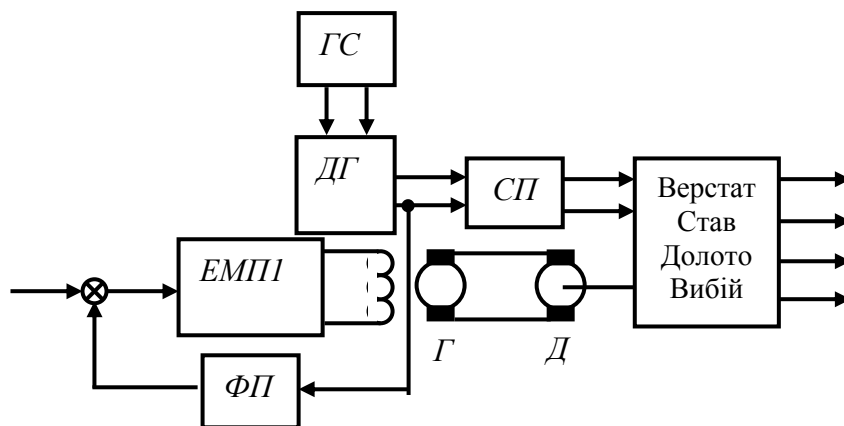 ГС
ДГ
СП
Верстат
Став
Долото
Вибій
ЕМП1
Г
Д
ФП